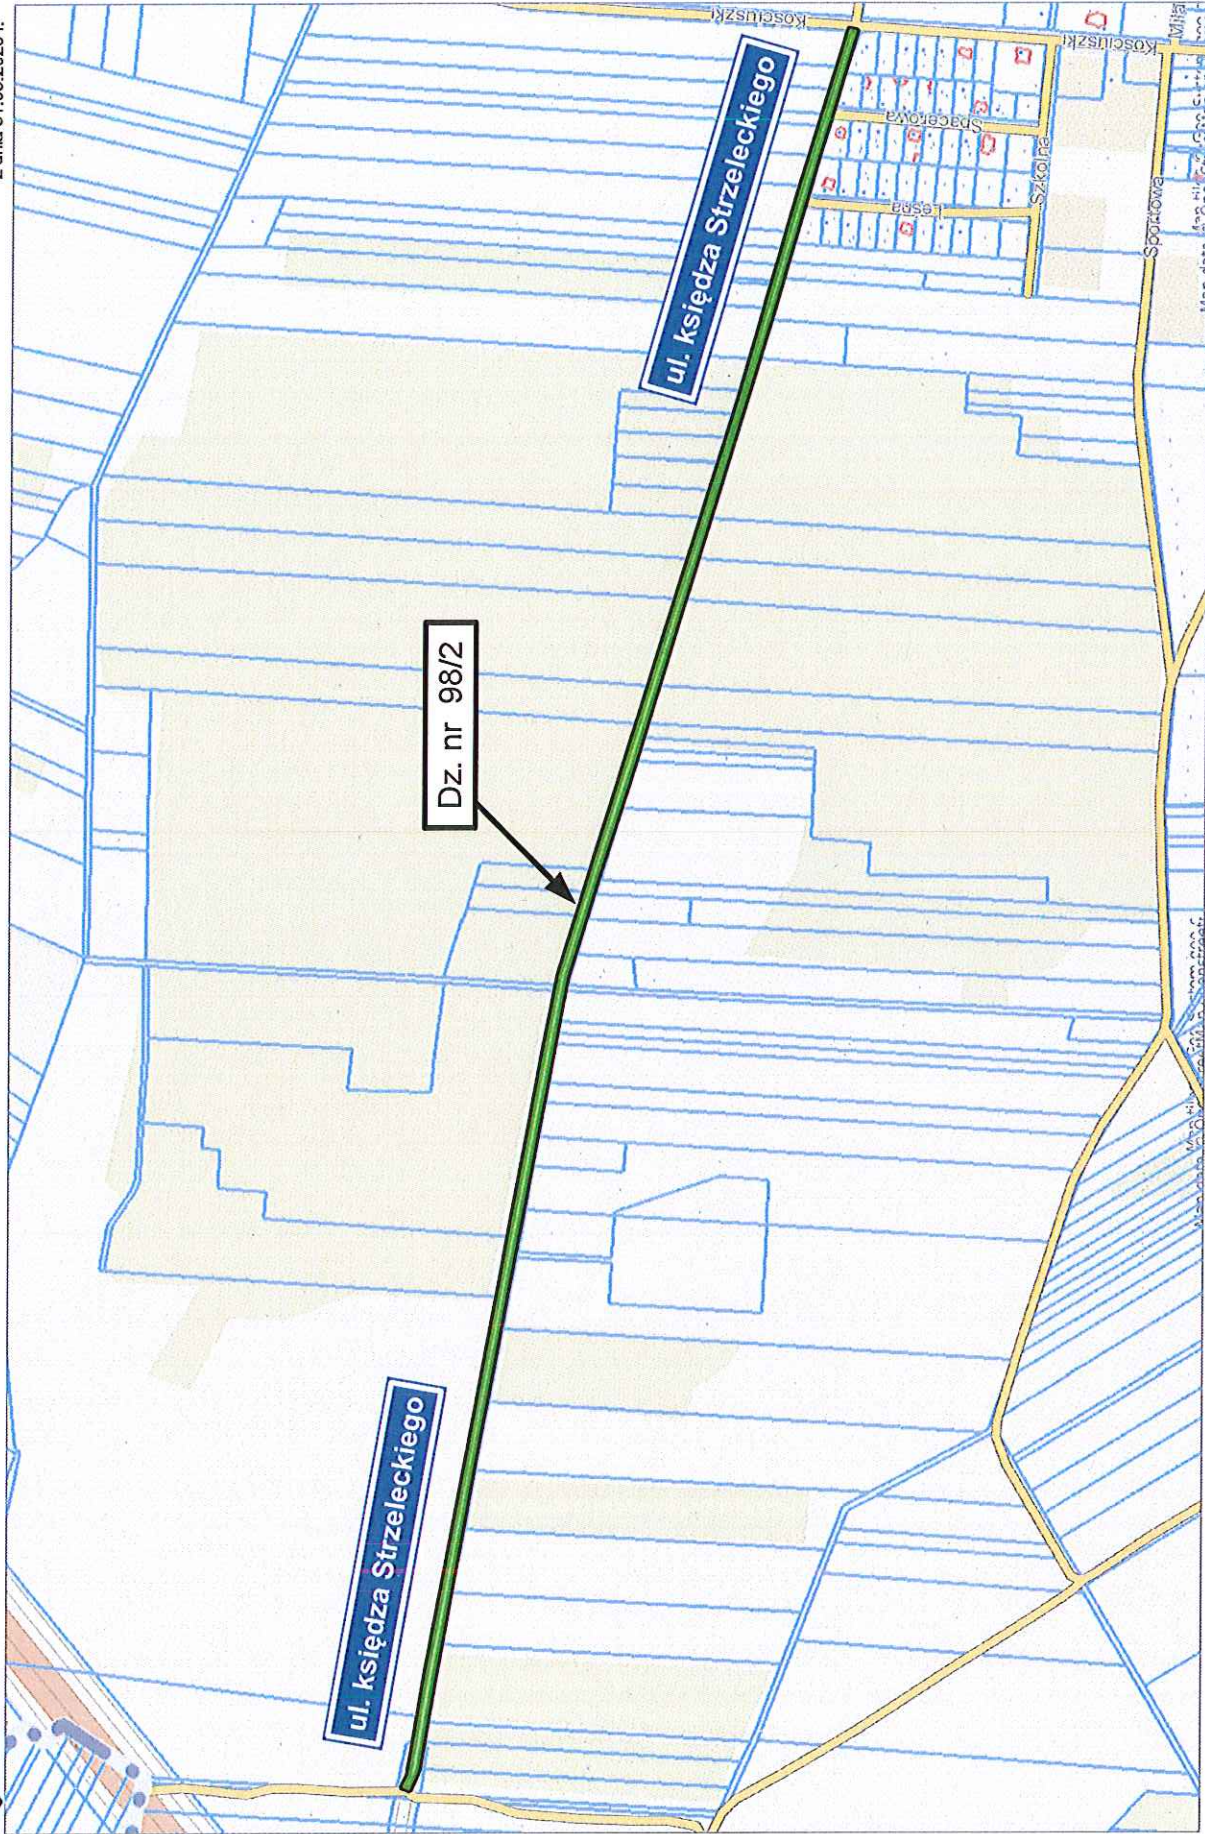 ul. księdza Strzeleckiego
Kościuszki
Kościuszki
Spacerowa
Leśna
Szkolna
Sportowa
Dz. nr 98/2
ul. księdza Strzeleckiego